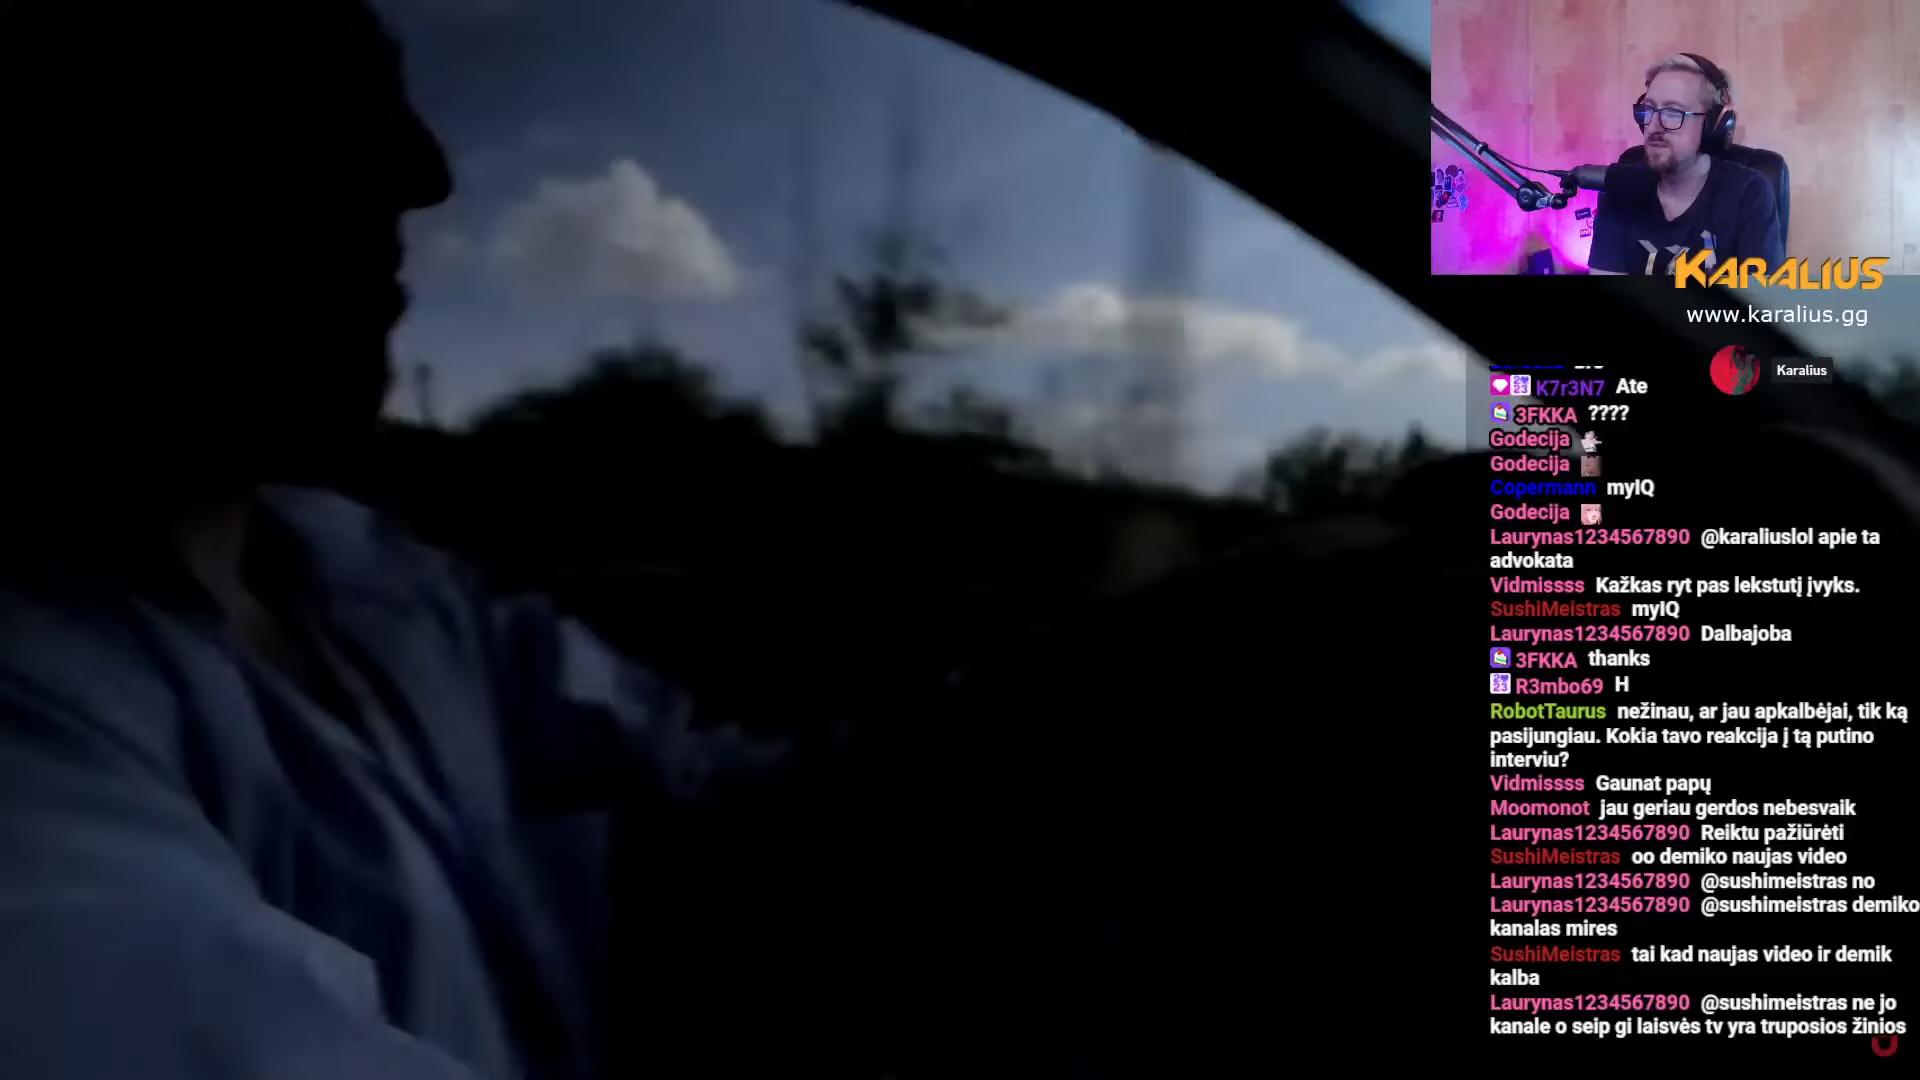 KARALIUS
www.karalius.gg
Karalius
K7r3N7 Ate
3FKKA ????
Godecija
Godecija
Copermann myIQ
Godecija
Laurynas1234567890 @karaliuslol apie ta
advokata
Vidmissss Kažkas ryt pas lekstutį įvyks.
SushiMeistras myIQ
Laurynas1234567890 Dalbajoba
3FKKA thanks
R3mbo69 H
RobotTaurus nežinau, ar jau apkalbėjai, tik ką
pasijungiau. Kokia tavo reakcija į tą putino
interviu?
Vidmissss Gaunat papų
Moomonot jau geriau gerdos nebesvaik
Laurynas1234567890 Reiktu pažiūrėti
SushiMeistras oo demiko naujas video
Laurynas1234567890 @sushimeistras no
Laurynas1234567890 @sushimeistras demiko
kanalas mires
SushiMeistras tai kad naujas video ir demik
kalba
Laurynas1234567890 @sushimeistras ne jo
kanale o seip gi laisvės tv yra truposios žinios